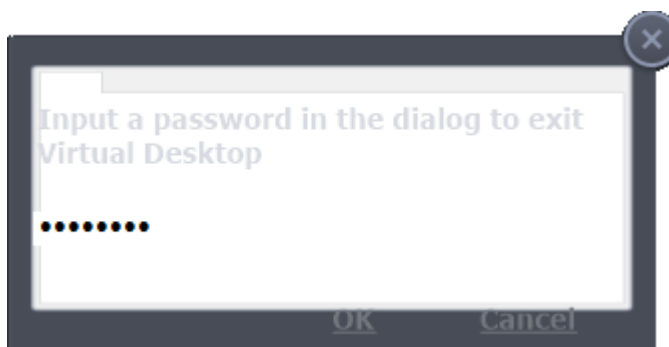 Input a password in the dialog to exit
Virtual Desktop
••••••••
OK Cancel